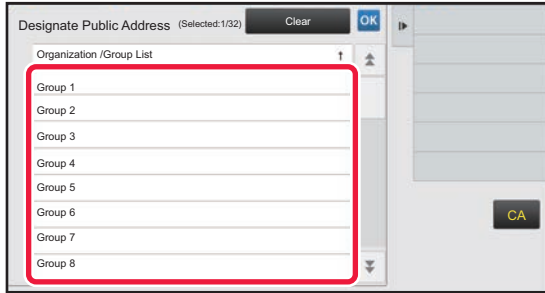 Designate Public Address (Selected:1/32) Clear OK
Organization /Group List
Group 1
Group 2
Group 3
Group 4
Group 5
Group 6
Group 7
Group 8
CA